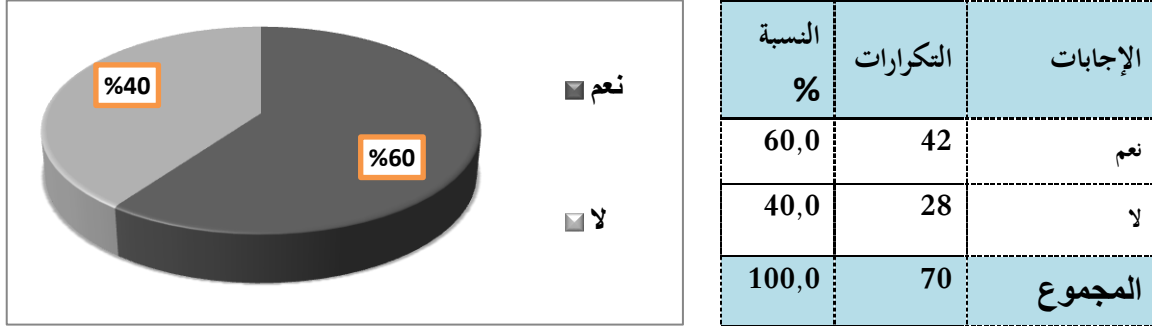 الإجابات التكرارات النسبة %
نعم 42 60,0
لا 28 40,0
المجموع 70 100,0
%40
%60
نعم
لا